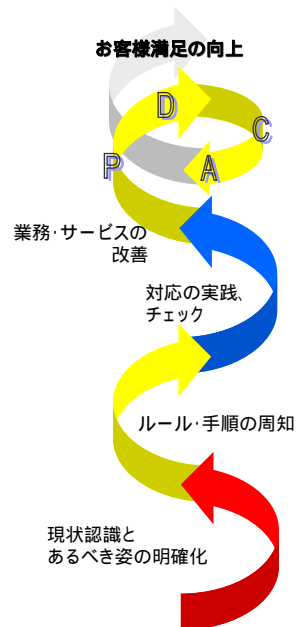 お客様満足の向上
D
C
P
A
業務・サービスの
改善
対応の実践、
チェック
ルール・手順の周知
現状認識と
あるべき姿の明確化